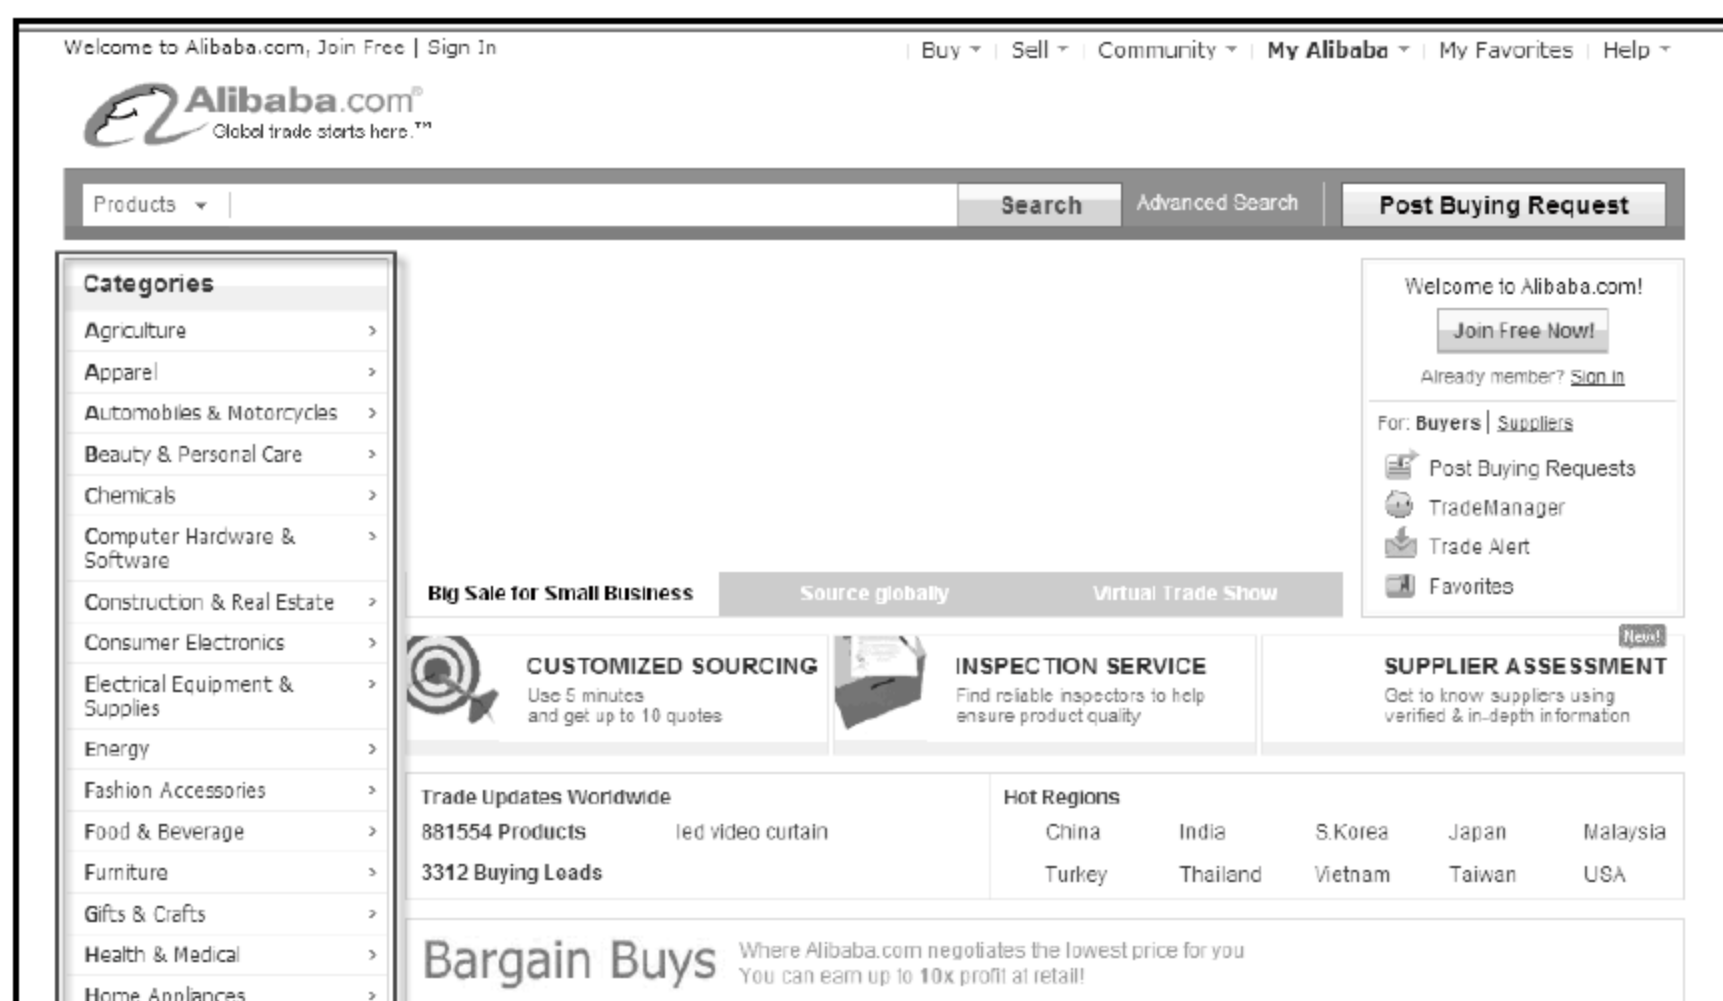 Welcome to Alibaba.com, Join Free | Sign In
Buy | Sell | Community | My Alibaba | My Favorites | Help
Alibaba.com®
Global trade starts here.™
Products
Search
Advanced Search
Post Buying Request
Categories
Agriculture
Apparel
Automobiles & Motorcycles
Beauty & Personal Care
Chemicals
Computer Hardware &
Software
Construction & Real Estate
Consumer Electronics
Electrical Equipment &
Supplies
Energy
Fashion Accessories
Food & Beverage
Furniture
Gifts & Crafts
Health & Medical
Home Appliances
Welcome to Alibaba.com!
Join Free Now!
Already member? Sign In
For: Buyers | Suppliers
Post Buying Requests
TradeManager
Trade Alert
Favorites
Big Sale for Small Business
Source globally
Virtual Trade Show
CUSTOMIZED SOURCING
Use 5 minutes
and get up to 10 quotes
INSPECTION SERVICE
Find reliable inspectors to help
ensure product quality
New!
SUPPLIER ASSESSMENT
Get to know suppliers using
verified & in-depth information
Trade Updates Worldwide
881554 Products led video curtain
3312 Buying Leads
Hot Regions
China India S.Korea Japan Malaysia
Turkey Thailand Vietnam Taiwan USA
Bargain Buys
Where Alibaba.com negotiates the lowest price for you
You can earn up to 10x profit at retail!